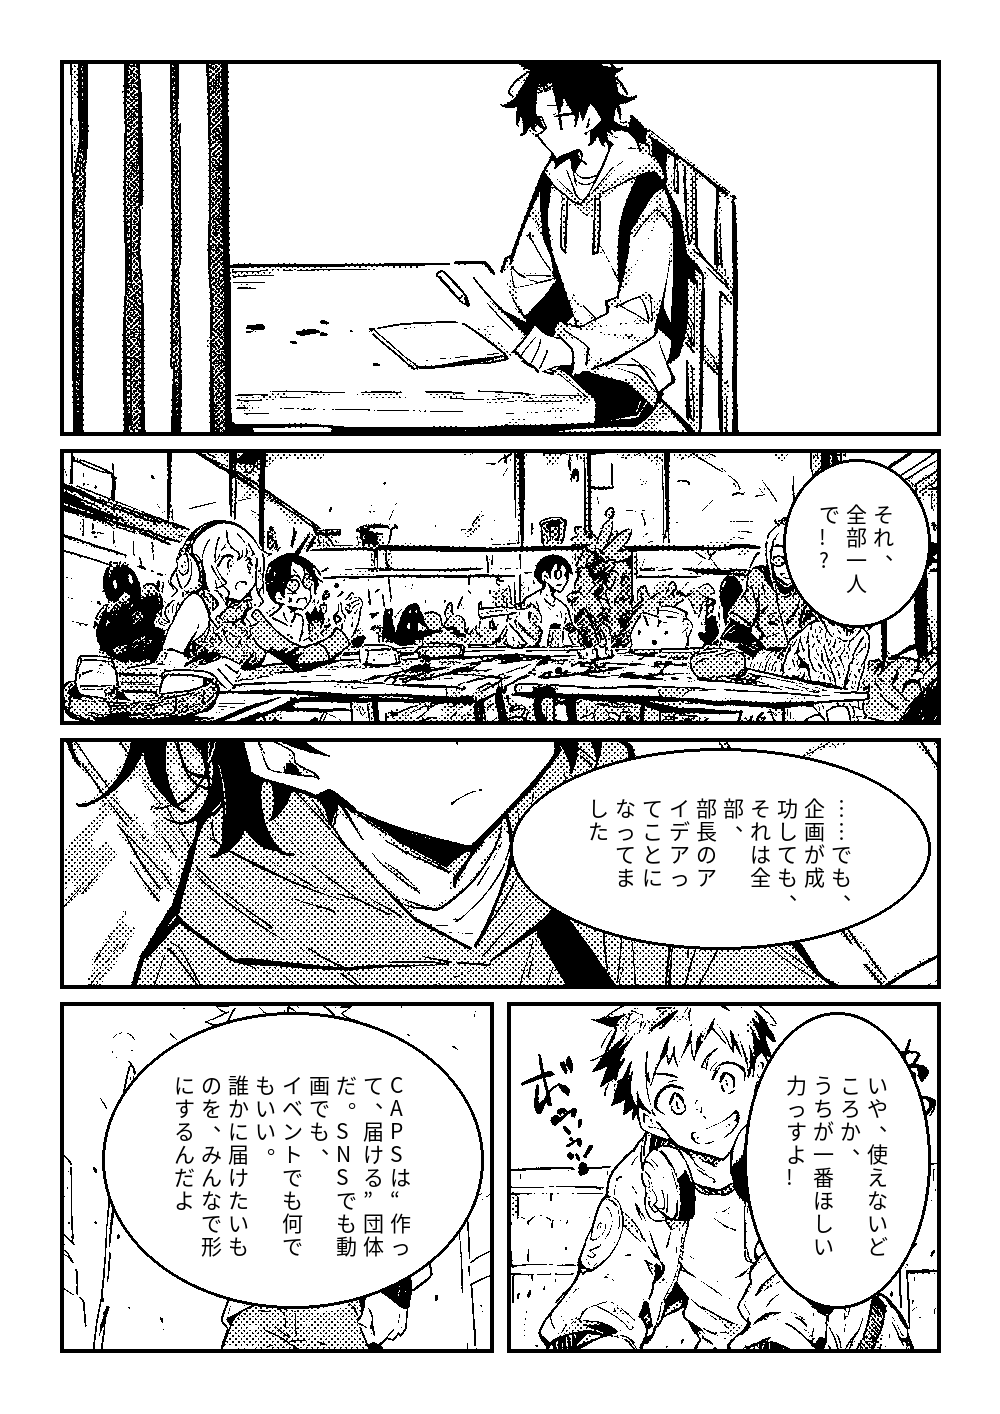 それ、
全部一人
で！？
……でも、
企画が成
功しても、
それは全
部、
部長のア
イデアっ
てことに
なってま
した
いや、使えないど
ころか、
うちが一番ほしい
力っすよ！
CAPSは“作っ
て、届ける”団体
だ。SNSでも動
画でも、
イベントでも何で
もいい。
誰かに届けたいも
のを、みんなで形
にするんだよ